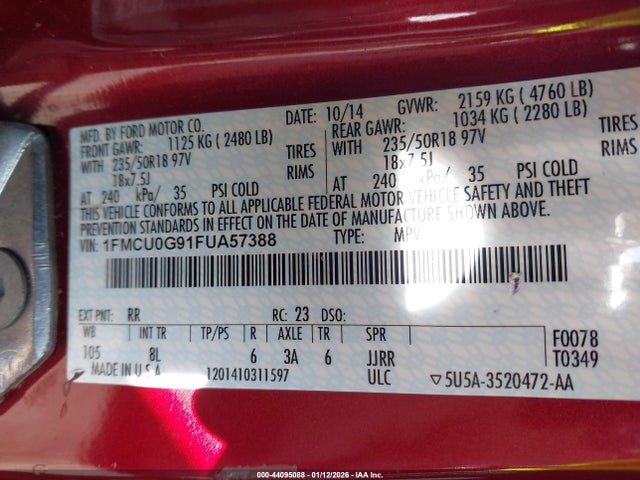 MFD. BY FORD MOTOR CO.
DATE: 10/14 GVWR: 2159 KG ( 4760 LB)
FRONT GAWR: 1125 KG ( 2480 LB) REAR GAWR: 1034 KG ( 2280 LB)
WITH 235/50R18 97V TIRES WITH 235/50R18 97V TIRES
18x7.5J RIMS 18x7.5J RIMS
AT 240 kPa/ 35 PSI COLD AT 240 kPa/ 35 PSI COLD
THIS VEHICLE CONFORMS TO ALL APPLICABLE FEDERAL MOTOR VEHICLE SAFETY AND THEFT
PREVENTION STANDARDS IN EFFECT ON THE DATE OF MANUFACTURE SHOWN ABOVE.
VIN: 1FMCU0G91FUA57388 TYPE: MPV
EXT PNT: RR RC: 23 DSO:
WB INT TR TP/PS R AXLE TR SPR
105 8L 6 3A 6 JJRR
F0078
T0349
MADE IN U.S.A. 1201410311597 ULC ▽5U5A-3520472-AA
000-44095088 - 01/12/2026 - IAAC Inc.